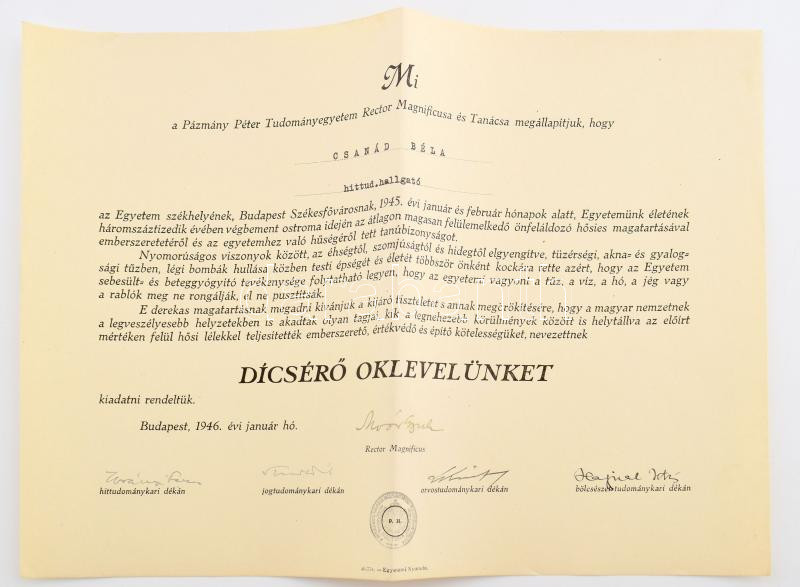 Mi
a Pázmány Péter Tudományegyetem Rector Magnificusa és Tanácsa megállapítjuk, hogy
CSANÁD BÉLA
hittud.hallgató
az Egyetem székhelyének, Budapest Székesfővárosnak, 1945. évi január és február hónapok alatt, Egyetemünk életének
háromszáztizedik évében végbement ostroma idején az átlagon magasan felülemelkedő önfeláldozó hősies magatartásával
emberszeretetéről és az egyetemhez való hűségéről tett tanúbizonyságot.
Nyomorúságos viszonyok között, az éhségtől, szomjúságtól és hidegtől elgyengítve, tüzérségi, akna- és gyalog-
sági tűzben, légi bombák hullása közben testi épségét és életét többször önként kockára vette azért, hogy az Egyetem
sebesült- és beteggyógyító tevékenysége folytatható legyen, hogy az egyetemi vagyont a tűz, a víz, a hó, a jég vagy
a rablók meg ne rongálják, el ne pusztítsák.
E derekas magatartásnak megadni kívánjuk a kijáró tiszteletet s annak megörökítésére, hogy a magyar nemzetnek
a legveszélyesebb helyzetekben is akadtak olyan tagjai, kik a legnehezebb körülmények között is helytállva az előírt
mértéken felül hősi lélekkel teljesítették emberszerető, értékvédő és építő kötelességüket, nevezettnek
DÍCSÉRŐ OKLEVELÜNKET
kiadatni rendeltük.
Budapest, 1946. évi január hó.
Rector Magnificus
hittudománykari dékán jogtudománykari dékán orvostudománykari dékán bölcsészettudománykari dékán
P. H.
Egyetemi Nyomda.